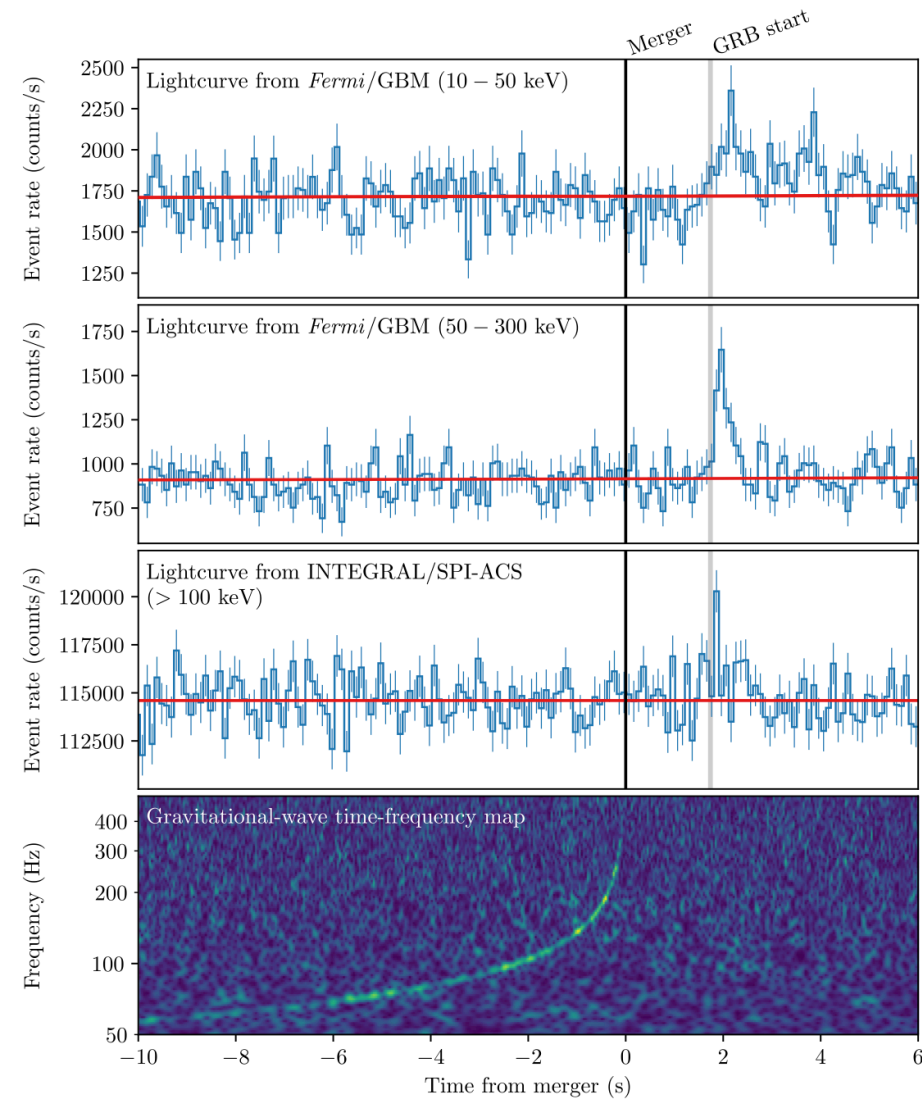 Merger
GRB start
Lightcurve from Fermi/GBM (10 − 50 keV)
Event rate (counts/s)
2500
2250
2000
1750
1500
1250
Lightcurve from Fermi/GBM (50 − 300 keV)
Event rate (counts/s)
1750
1500
1250
1000
750
Lightcurve from INTEGRAL/SPI-ACS
(> 100 keV)
Event rate (counts/s)
120000
117500
115000
112500
Gravitational-wave time-frequency map
Frequency (Hz)
400
300
200
100
50
−10 −8 −6 −4 −2 0 2 4 6
Time from merger (s)